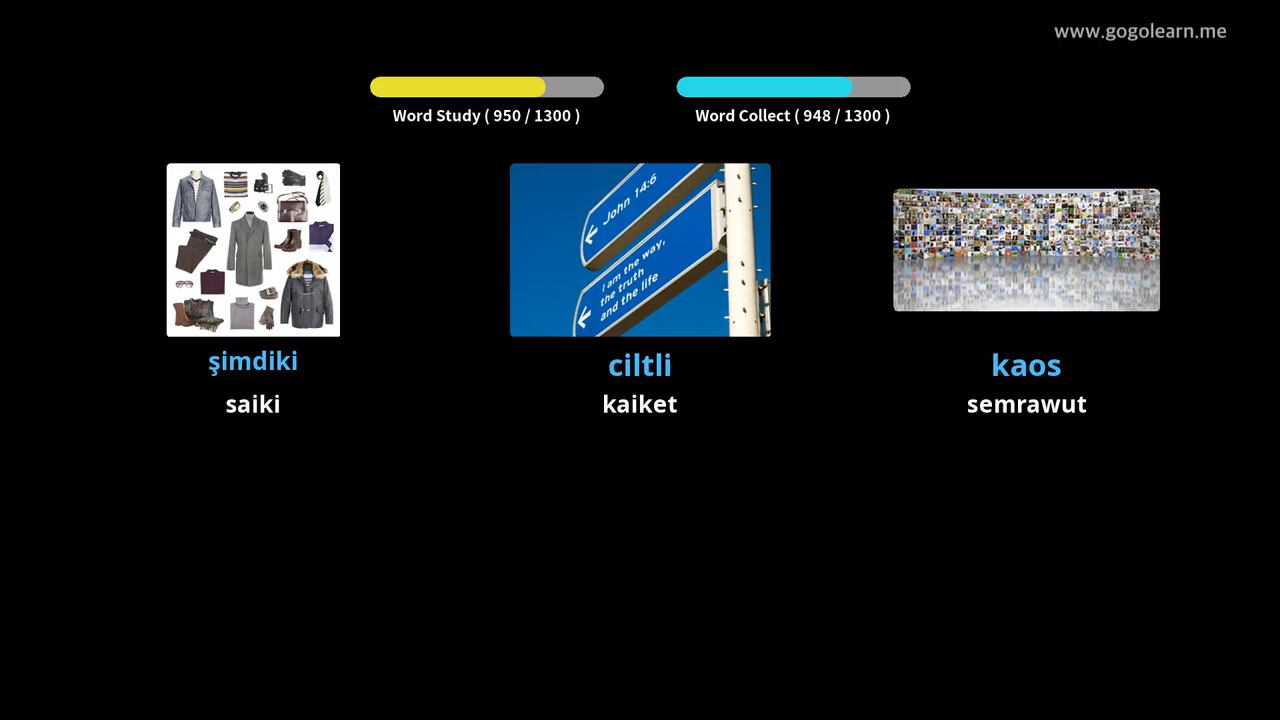 www.gogolearn.me
Word Study ( 950 / 1300 )
Word Collect ( 948 / 1300 )
John 14:6
I am the way,
the truth
and the life
şimdiki
ciltli
kaos
saiki
kaiket
semrawut